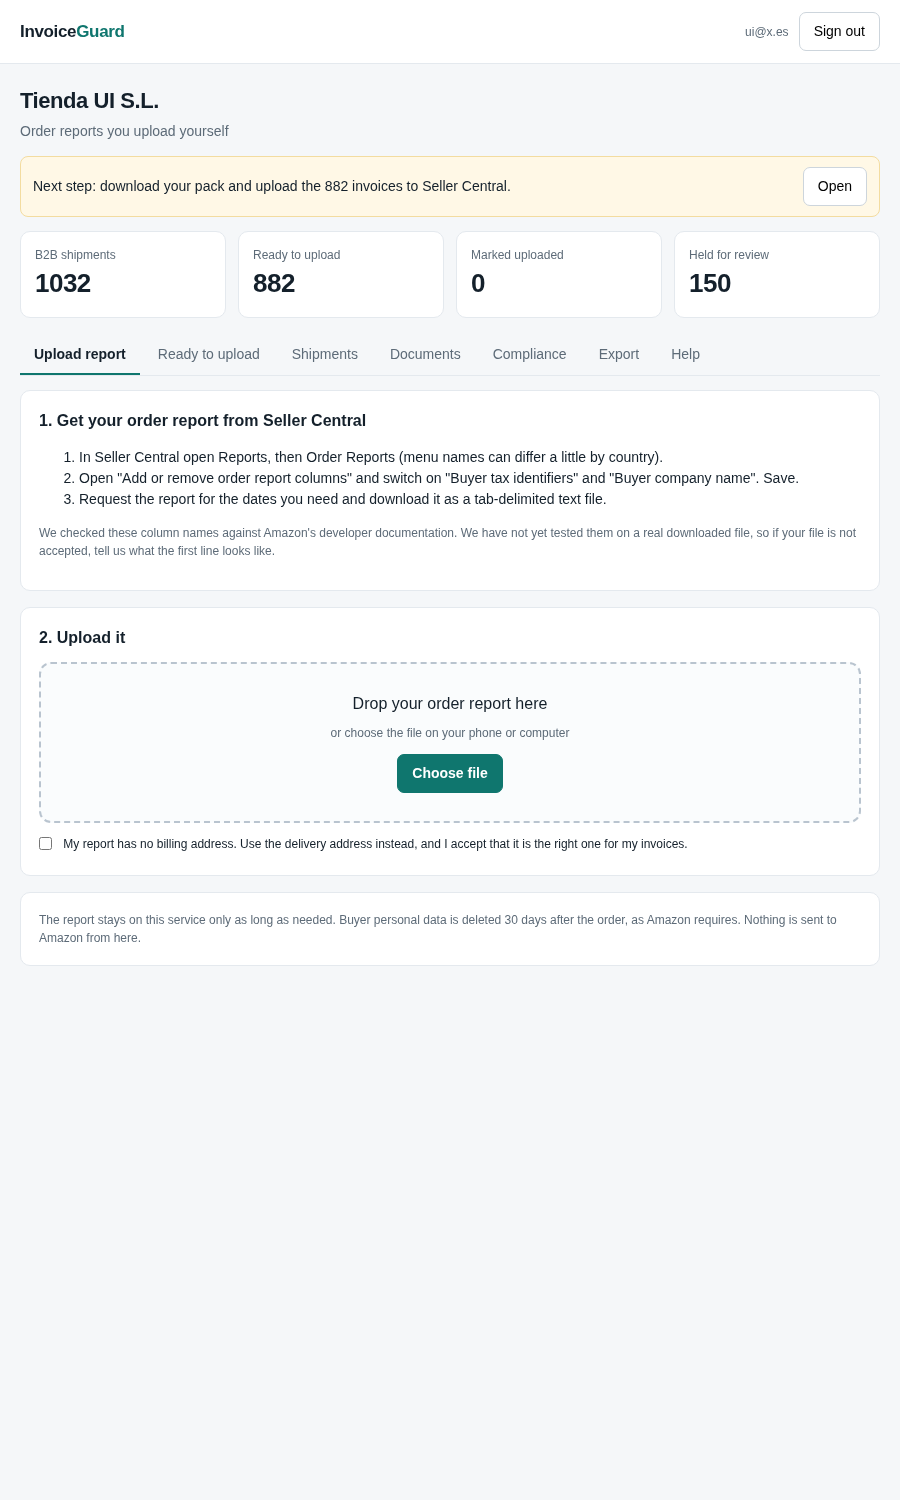 InvoiceGuard
ui@x.es
Sign out
Tienda UI S.L.
Order reports you upload yourself
Next step: download your pack and upload the 882 invoices to Seller Central.
Open
B2B shipments
1032
Ready to upload
882
Marked uploaded
0
Held for review
150
Upload report
Ready to upload
Shipments
Documents
Compliance
Export
Help
1. Get your order report from Seller Central
1. In Seller Central open Reports, then Order Reports (menu names can differ a little by country).
2. Open "Add or remove order report columns" and switch on "Buyer tax identifiers" and "Buyer company name". Save.
3. Request the report for the dates you need and download it as a tab-delimited text file.
We checked these column names against Amazon's developer documentation. We have not yet tested them on a real downloaded file, so if your file is not
accepted, tell us what the first line looks like.
2. Upload it
Drop your order report here
or choose the file on your phone or computer
Choose file
My report has no billing address. Use the delivery address instead, and I accept that it is the right one for my invoices.
The report stays on this service only as long as needed. Buyer personal data is deleted 30 days after the order, as Amazon requires. Nothing is sent to
Amazon from here.